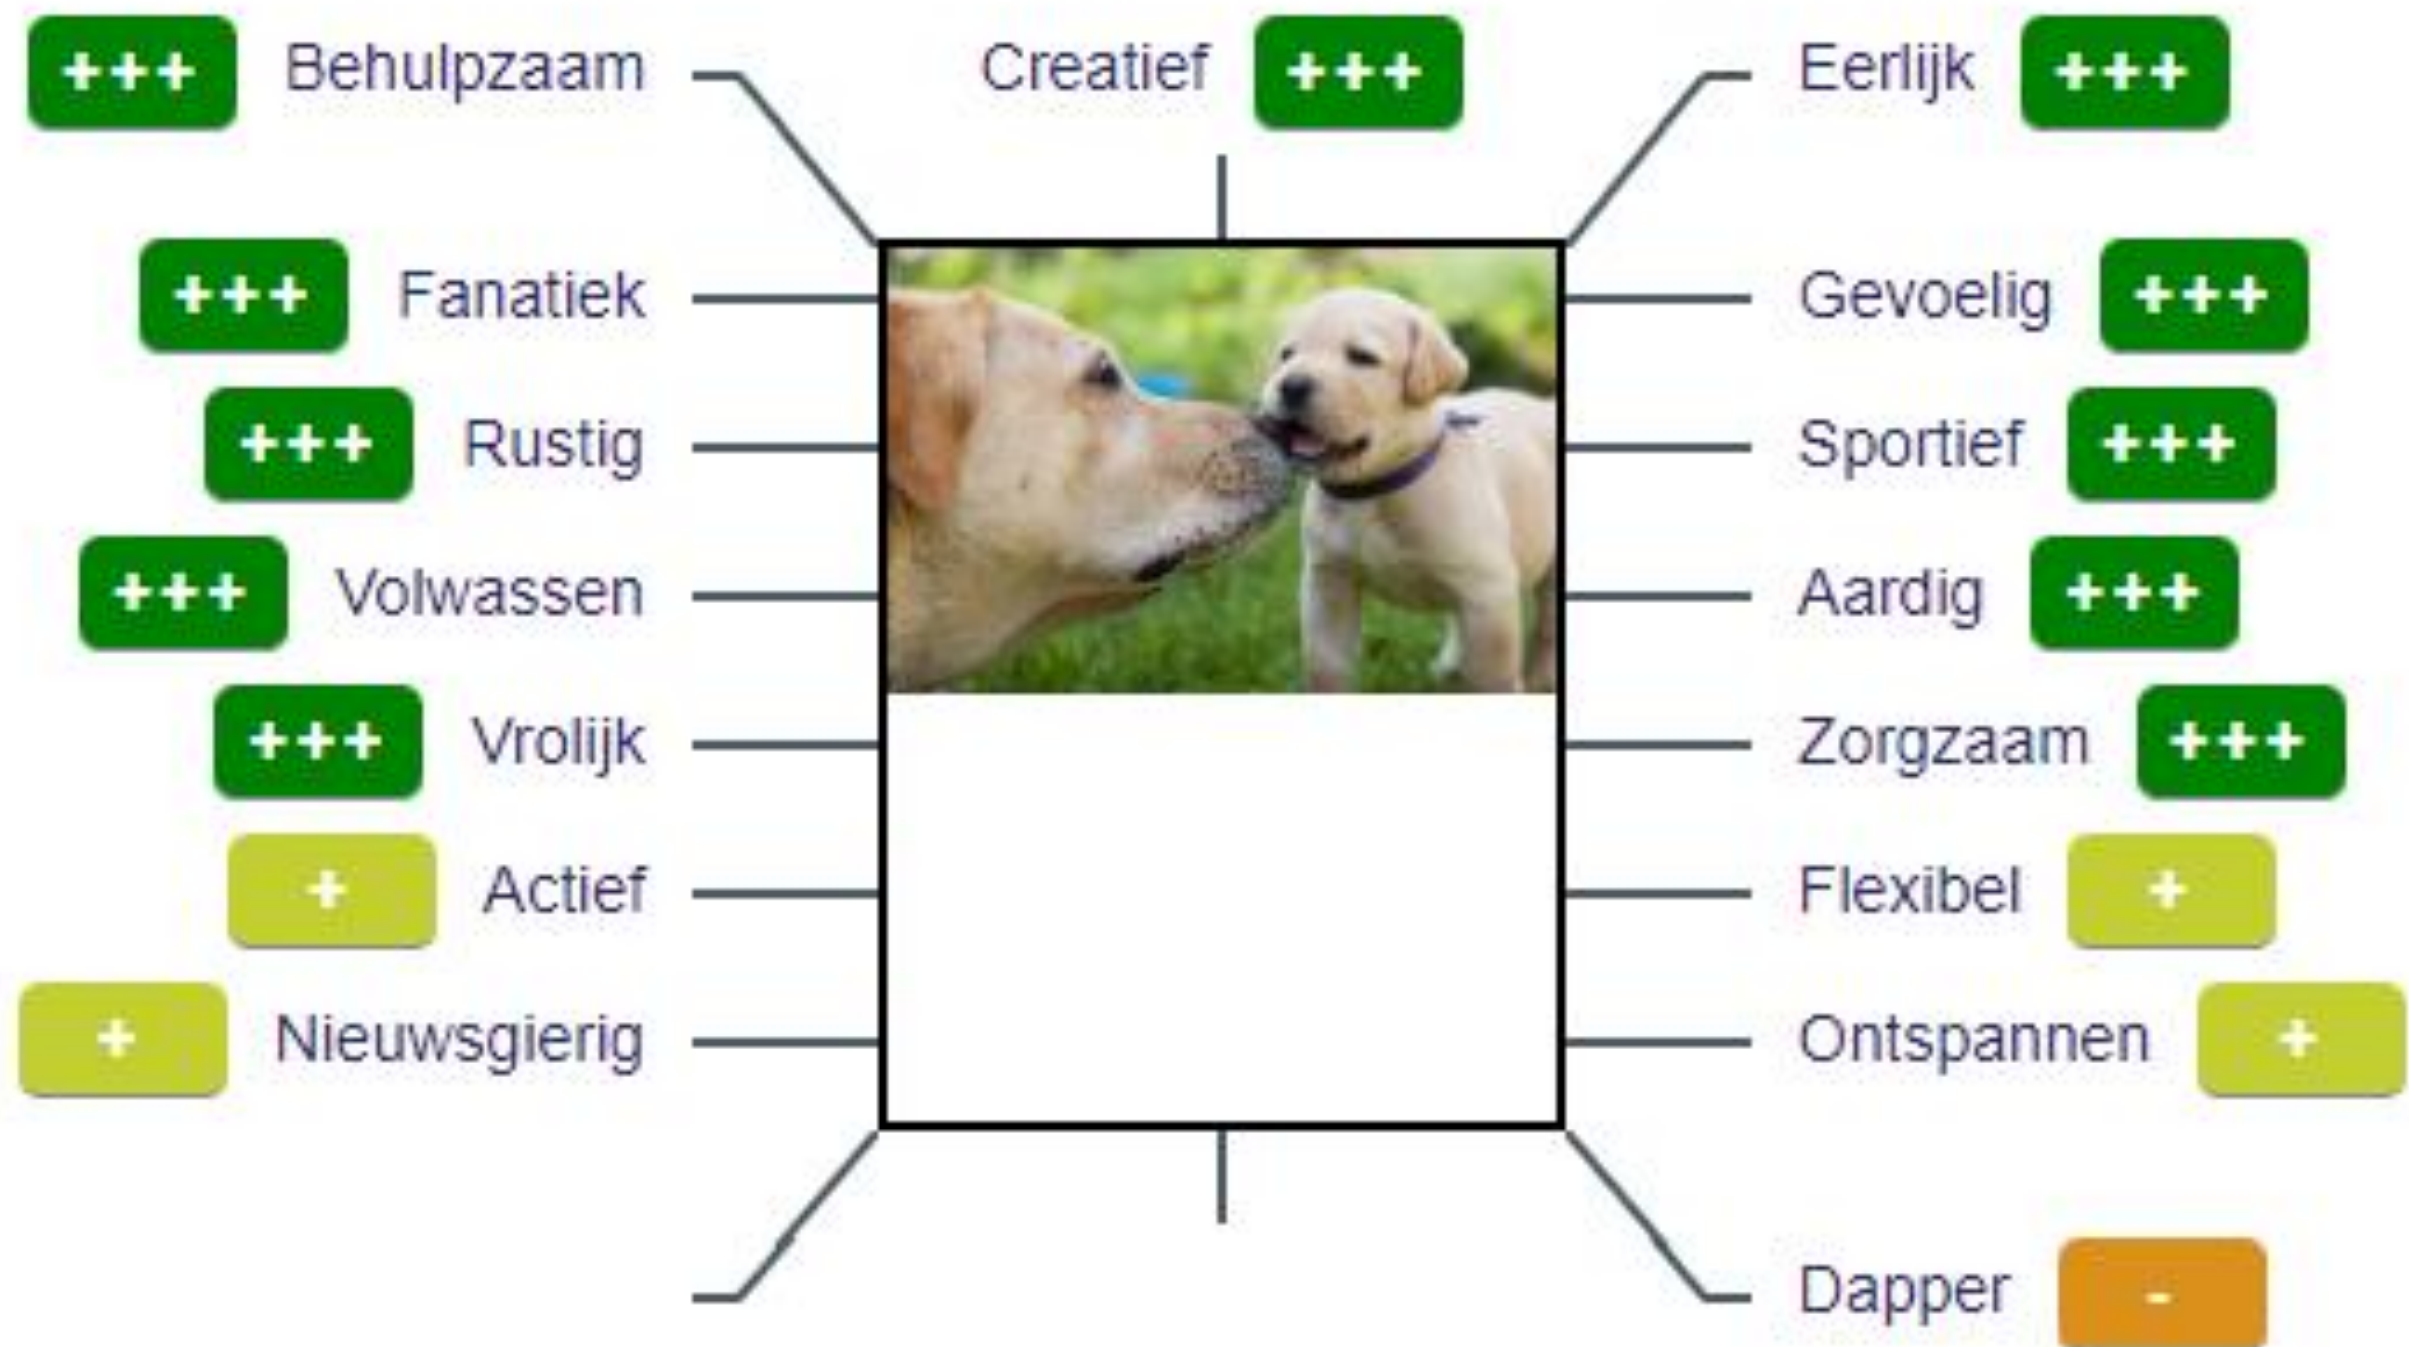 +++ Behulpzaam Creatief +++ Eerlijk +++
+++ Fanatiek Gevoelig +++
+++ Rustig Sportief +++
+++ Volwassen Aardig +++
+++ Vrolijk Zorgzaam +++
+ Actief Flexibel +
+ Nieuwsgierig Ontspannen +
Dapper -